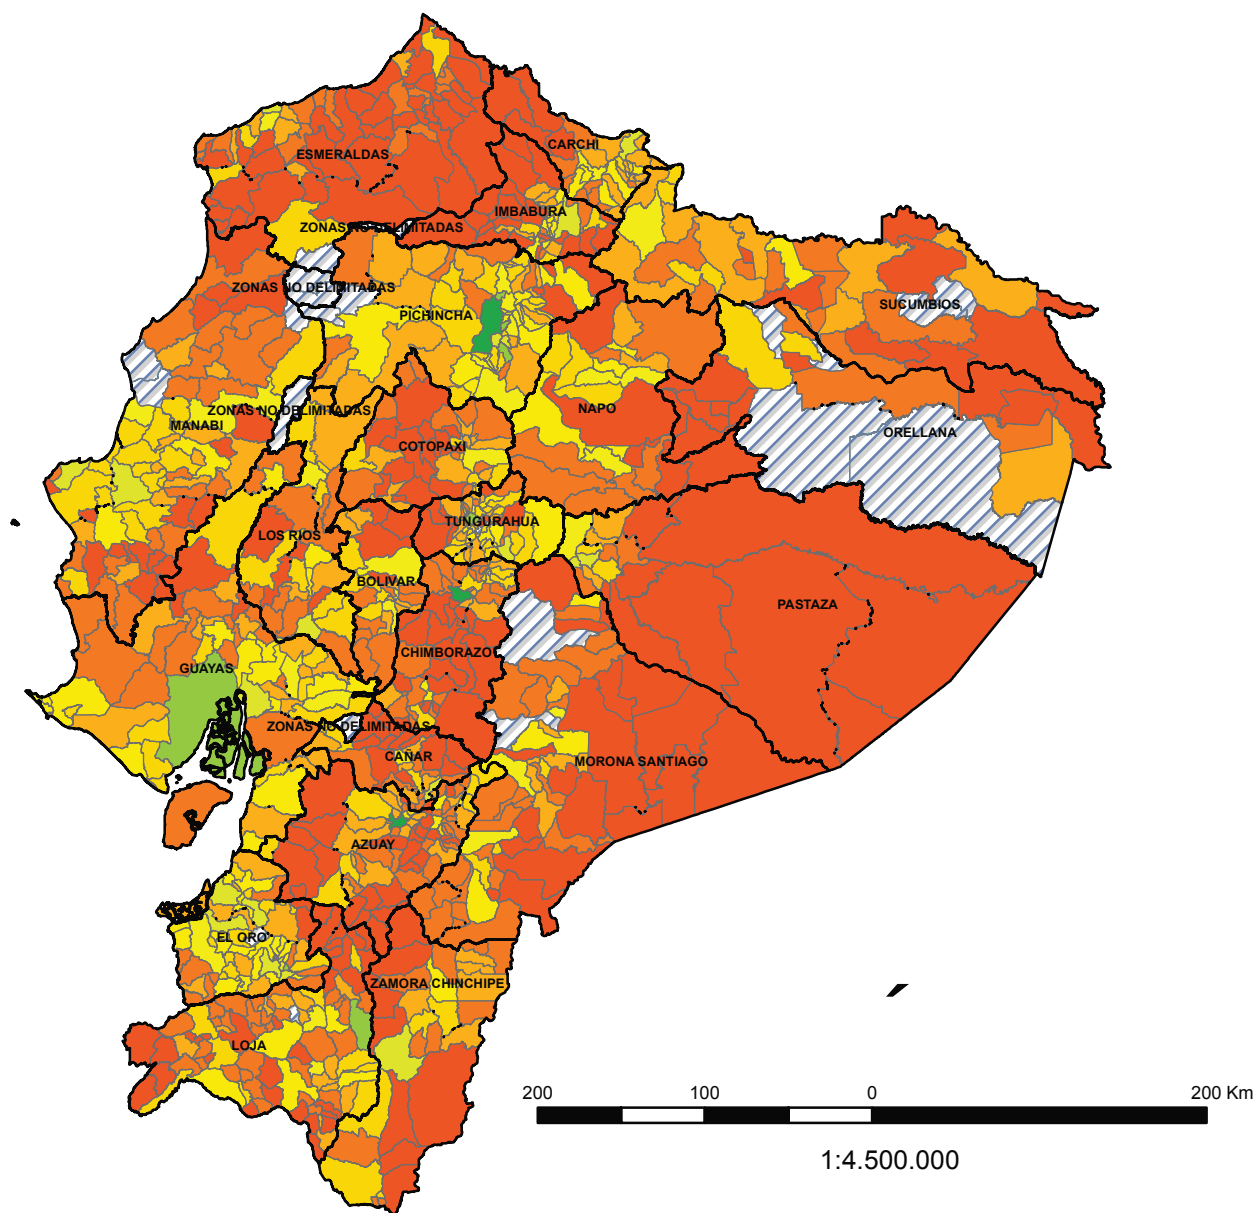 CARCHI
ESMERALDAS
IMBABURA
ZONAS NO DELIMITADAS
ZONAS NO DELIMITADAS
SUCUMBIOS
PICHINCHA
ZONAS NO DELIMITADAS
NAPO
MANABI
ORELLANA
COTOPAXI
TUNGURAHUA
LOS RIOS
BOLIVAR
PASTAZA
CHIMBORAZO
GUAYAS
ZONAS NO DELIMITADAS
CAÑAR
MORONA SANTIAGO
AZUAY
EL ORO
ZAMORA CHINCHIPE
LOJA
200 100 0 200 Km
1:4.500.000